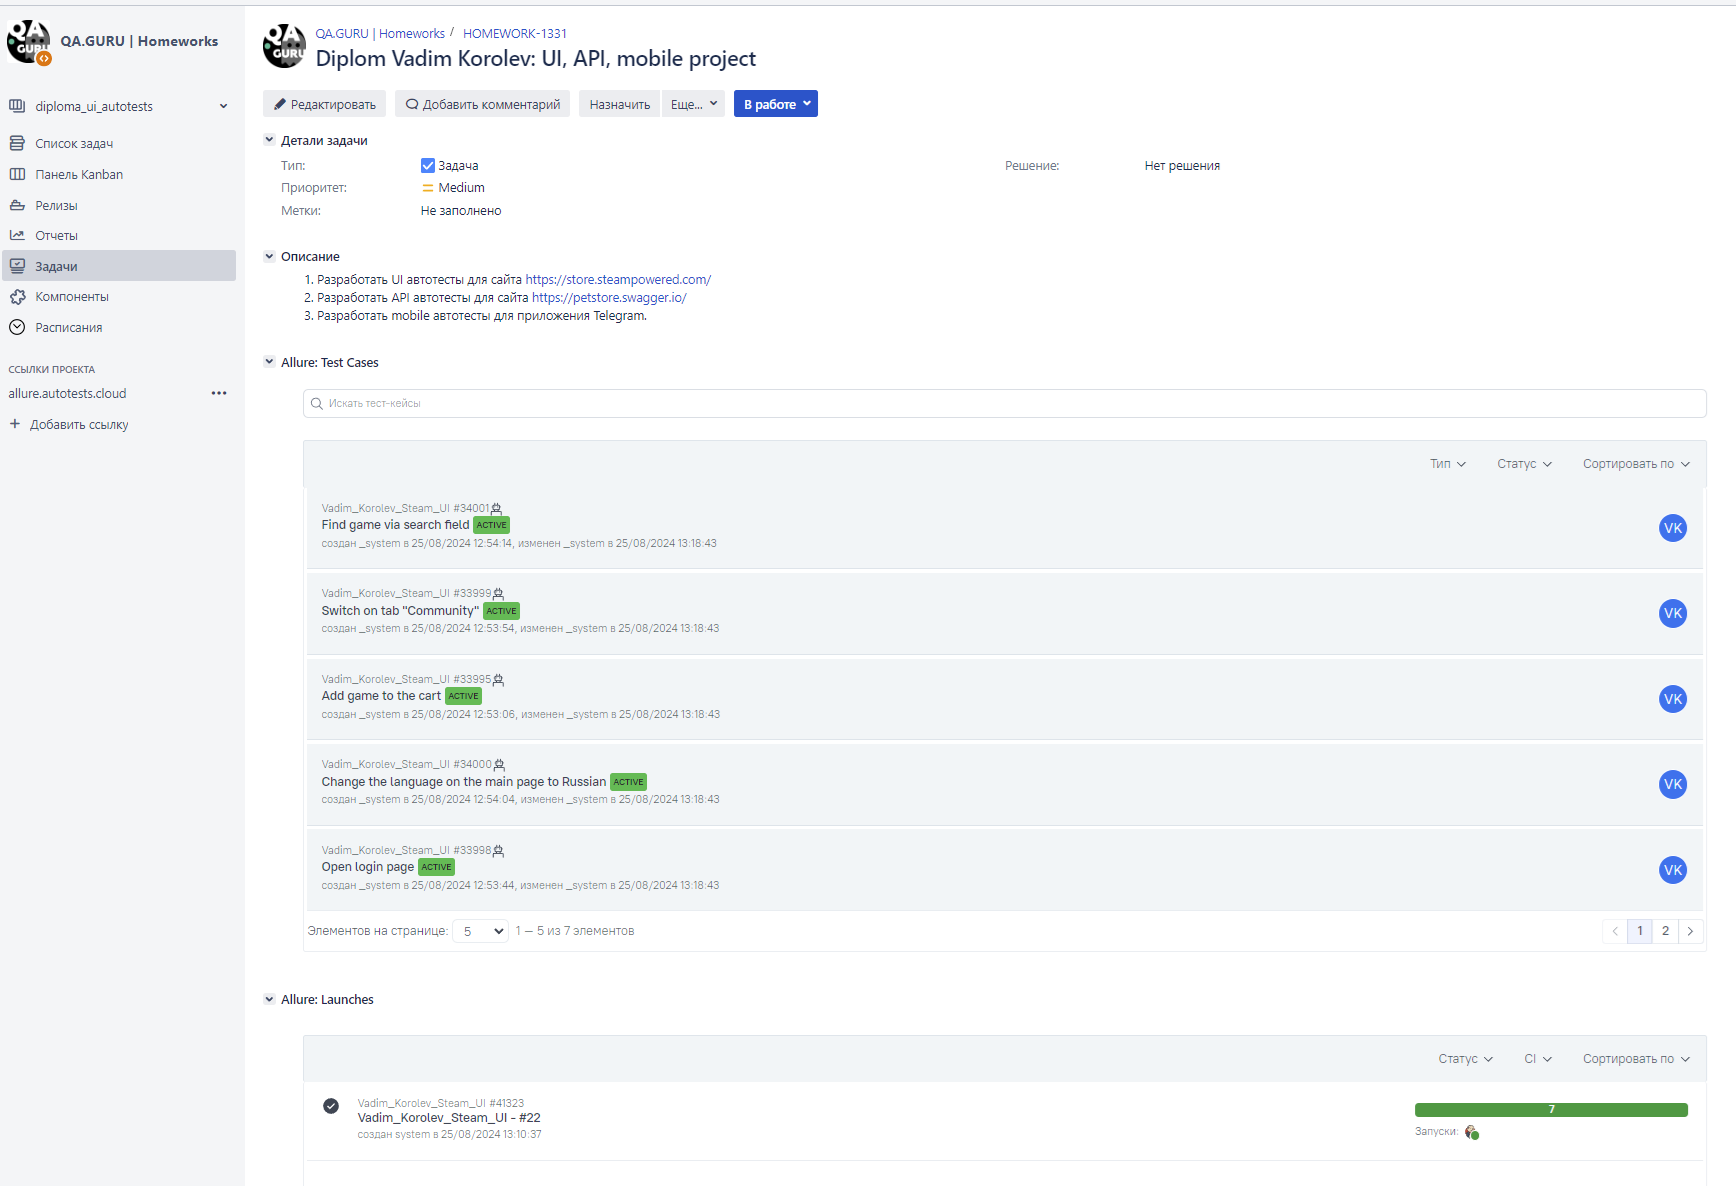 QA.GURU | Homeworks
diploma_ui_autotests
Список задач
Панель Kanban
Релизы
Отчеты
Задачи
Компоненты
Расписания
ССЫЛКИ ПРОЕКТА
allure.autotests.cloud
+ Добавить ссылку
QA GURU
QA.GURU | Homeworks / HOMEWORK-1331
Diplom Vadim Korolev: UI, API, mobile project
Редактировать Добавить комментарий Назначить Еще... В работе
Детали задачи
Тип: Задача Решение: Нет решения
Приоритет: Medium
Метки: Не заполнено
Описание
1. Разработать UI автотесты для сайта https://store.steampowered.com/
2. Разработать API автотесты для сайта https://petstore.swagger.io/
3. Разработать mobile автотесты для приложения Telegram.
Allure: Test Cases
Искать тест-кейсы
Тип Статус Сортировать по
Vadim_Korolev_Steam_UI #34001
Find game via search field ACTIVE
создан _system в 25/08/2024 12:54:14, изменен _system в 25/08/2024 13:18:43
VK
Vadim_Korolev_Steam_UI #33999
Switch on tab "Community" ACTIVE
создан _system в 25/08/2024 12:53:54, изменен _system в 25/08/2024 13:18:43
VK
Vadim_Korolev_Steam_UI #33995
Add game to the cart ACTIVE
создан _system в 25/08/2024 12:53:06, изменен _system в 25/08/2024 13:18:43
VK
Vadim_Korolev_Steam_UI #34000
Change the language on the main page to Russian ACTIVE
создан _system в 25/08/2024 12:54:04, изменен _system в 25/08/2024 13:18:43
VK
Vadim_Korolev_Steam_UI #33998
Open login page ACTIVE
создан _system в 25/08/2024 12:53:44, изменен _system в 25/08/2024 13:18:43
VK
Элементов на странице: 5 1 — 5 из 7 элементов 1 2
Allure: Launches
Статус CI Сортировать по
Vadim_Korolev_Steam_UI #41323
Vadim_Korolev_Steam_UI - #22
создан system в 25/08/2024 13:10:37
7
Запуски: